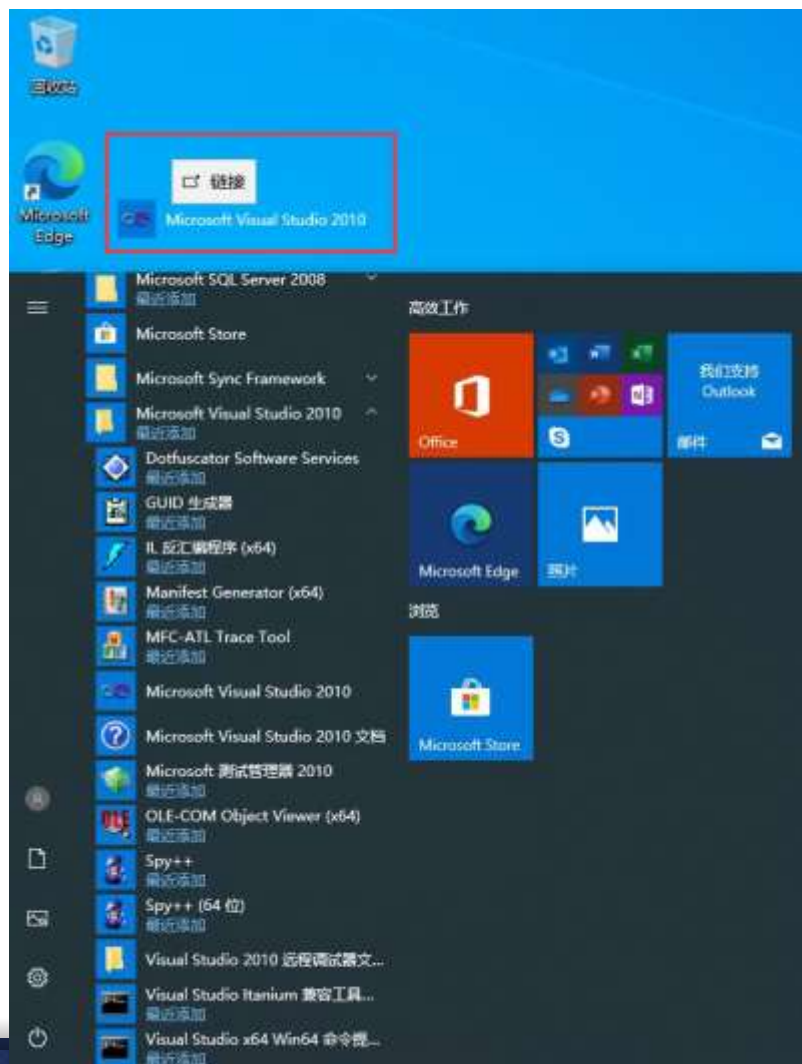 回收站
Microsoft
Edge
链接
Microsoft Visual Studio 2010
Microsoft SQL Server 2008
最近添加
Microsoft Store
Microsoft Sync Framework
Microsoft Visual Studio 2010
最近添加
Dotfuscator Software Services
最近添加
GUID 生成器
最近添加
IL 反汇编程序 (x64)
最近添加
Manifest Generator (x64)
最近添加
MFC-ATL Trace Tool
最近添加
Microsoft Visual Studio 2010
Microsoft Visual Studio 2010 文档
Microsoft 测试管理器 2010
最近添加
OLE-COM Object Viewer (x64)
最近添加
Spy++
最近添加
Spy++ (64 位)
最近添加
Visual Studio 2010 远程调试器文...
Visual Studio Itanium 兼容工具...
最近添加
Visual Studio x64 Win64 命令提...
最近添加
高效工作
Office
我们支持
Outlook
邮件
Microsoft Edge
照片
浏览
Microsoft Store